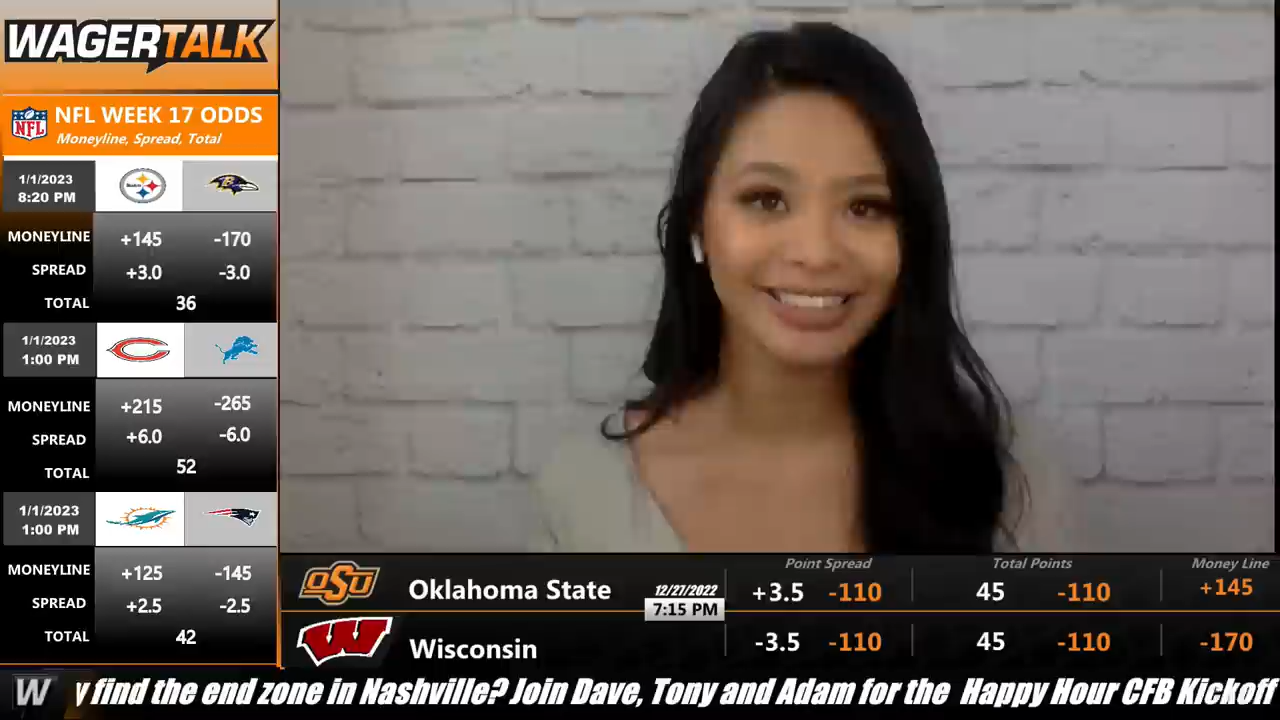 WAGERTALK
NFL WEEK 17 ODDS
Moneyline, Spread, Total
1/1/2023
8:20 PM
MONEYLINE +145 -170
SPREAD +3.0 -3.0
TOTAL 36
1/1/2023
1:00 PM
MONEYLINE +215 -265
SPREAD +6.0 -6.0
TOTAL 52
1/1/2023
1:00 PM
MONEYLINE +125 -145
SPREAD +2.5 -2.5
TOTAL 42
Point Spread Total Points Money Line
OSU Oklahoma State 12/27/2022 +3.5 -110 45 -110 +145
7:15 PM
W Wisconsin -3.5 -110 45 -110 -170
W y find the end zone in Nashville? Join Dave, Tony and Adam for the Happy Hour CFB Kickoff